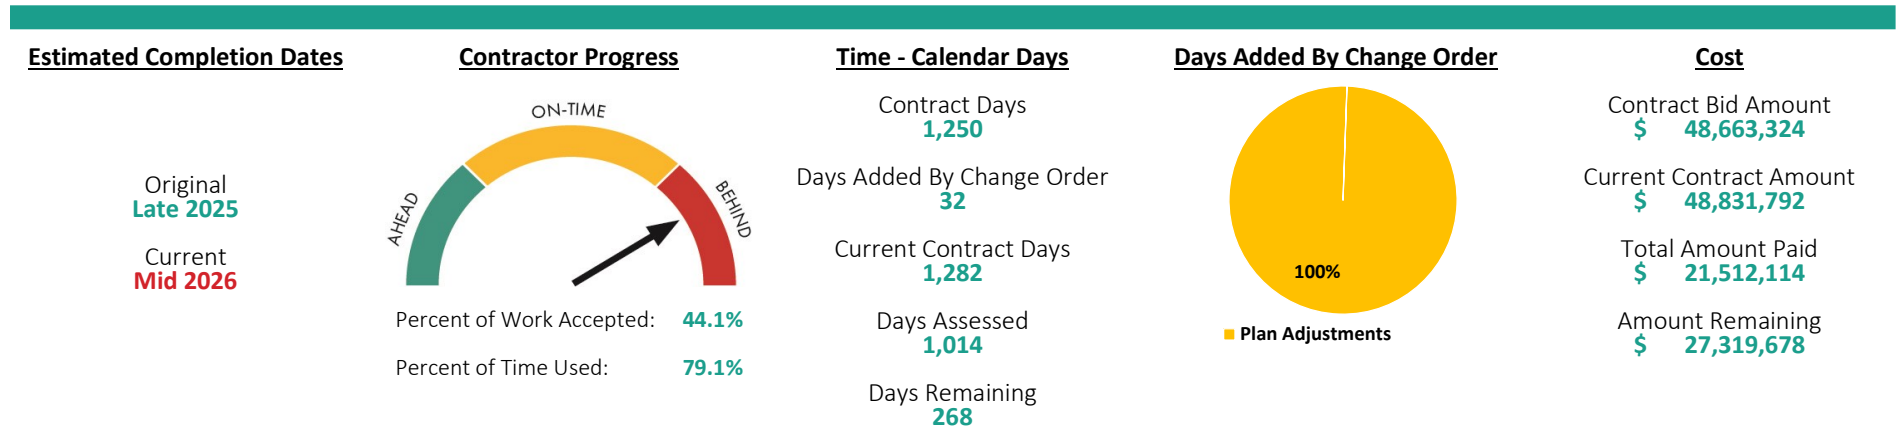 Estimated Completion Dates
Original
Late 2025
Current
Mid 2026
Contractor Progress
ON-TIME
AHEAD
BEHIND
Percent of Work Accepted: 44.1%
Percent of Time Used: 79.1%
Time - Calendar Days
Contract Days
1,250
Days Added By Change Order
32
Current Contract Days
1,282
Days Assessed
1,014
Days Remaining
268
Days Added By Change Order
100%
Plan Adjustments
Cost
Contract Bid Amount
$ 48,663,324
Current Contract Amount
$ 48,831,792
Total Amount Paid
$ 21,512,114
Amount Remaining
$ 27,319,678